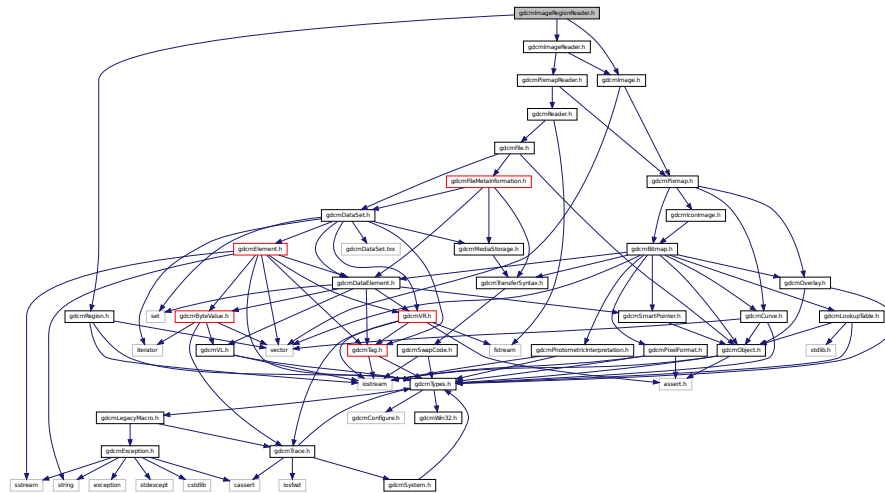 gdcmImageRegionReader.h
gdcmImageReader.h
gdcmPixmapReader.h
gdcmImage.h
gdcmReader.h
gdcmFile.h
gdcmFileMetaInformation.h
gdcmPixmap.h
gdcmDataSet.h
gdcmIconImage.h
gdcmElement.h
gdcmDataSet.txx
gdcmMediaStorage.h
gdcmBitmap.h
gdcmDataElement.h
gdcmTransferSyntax.h
gdcmOverlay.h
gdcmRegion.h
set
gdcmByteValue.h
gdcmVR.h
gdcmSmartPointer.h
gdcmCurve.h
gdcmLookupTable.h
iterator
gdcmVL.h
vector
gdcmTag.h
gdcmSwapCode.h
fstream
gdcmPhotometricInterpretation.h
gdcmPixelFormat.h
gdcmObject.h
stdlib.h
iostream
gdcmTypes.h
assert.h
gdcmLegacyMacro.h
gdcmConfigure.h
gdcmWin32.h
gdcmException.h
gdcmTrace.h
sstream
string
exception
stdexcept
cstdlib
cassert
iosfwd
gdcmSystem.h